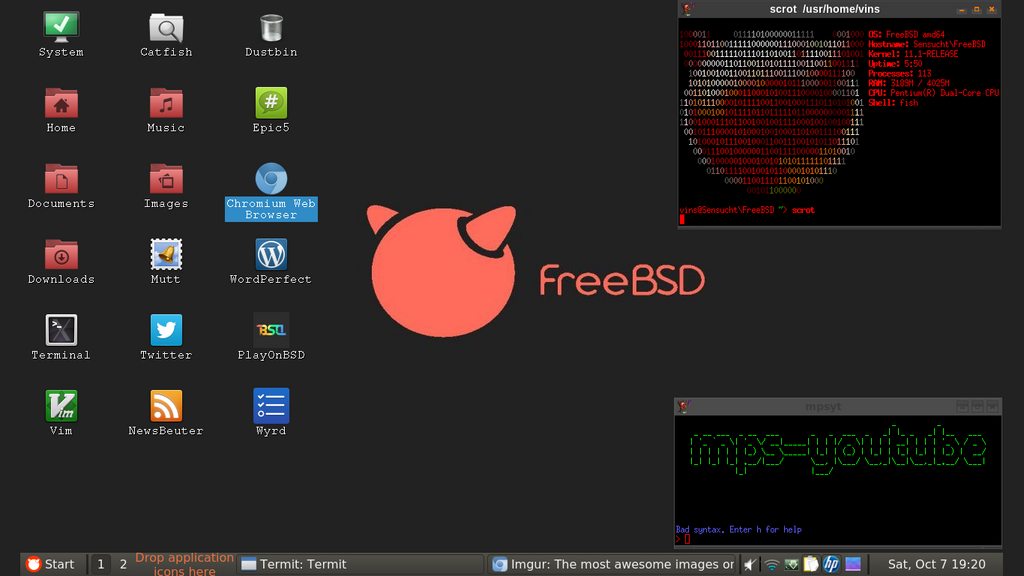 System
Catfish
Dustbin
Home
Music
Epic5
Documents
Images
Chromium Web
Browser
Downloads
Mutt
WordPerfect
Terminal
Twitter
PlayOnBSD
Vim
NewsBeuter
Wyrd
FreeBSD
scrot /usr/home/vins
OS: FreeBSD amd64
Hostname: Sensucht\FreeBSD
Kernel: 11.1-RELEASE
Uptime: 5:50
Processes: 113
RAM: 3189M / 4025M
CPU: Pentium(R) Dual-Core CPU
Shell: fish
vins@Sensucht\FreeBSD ~> scrot
mpsyt
mps-youtube
Bad syntax. Enter h for help
>
Start
1
2
Drop application
icons here
Termit: Termit
Imgur: The most awesome images or
Sat, Oct 7 19:20